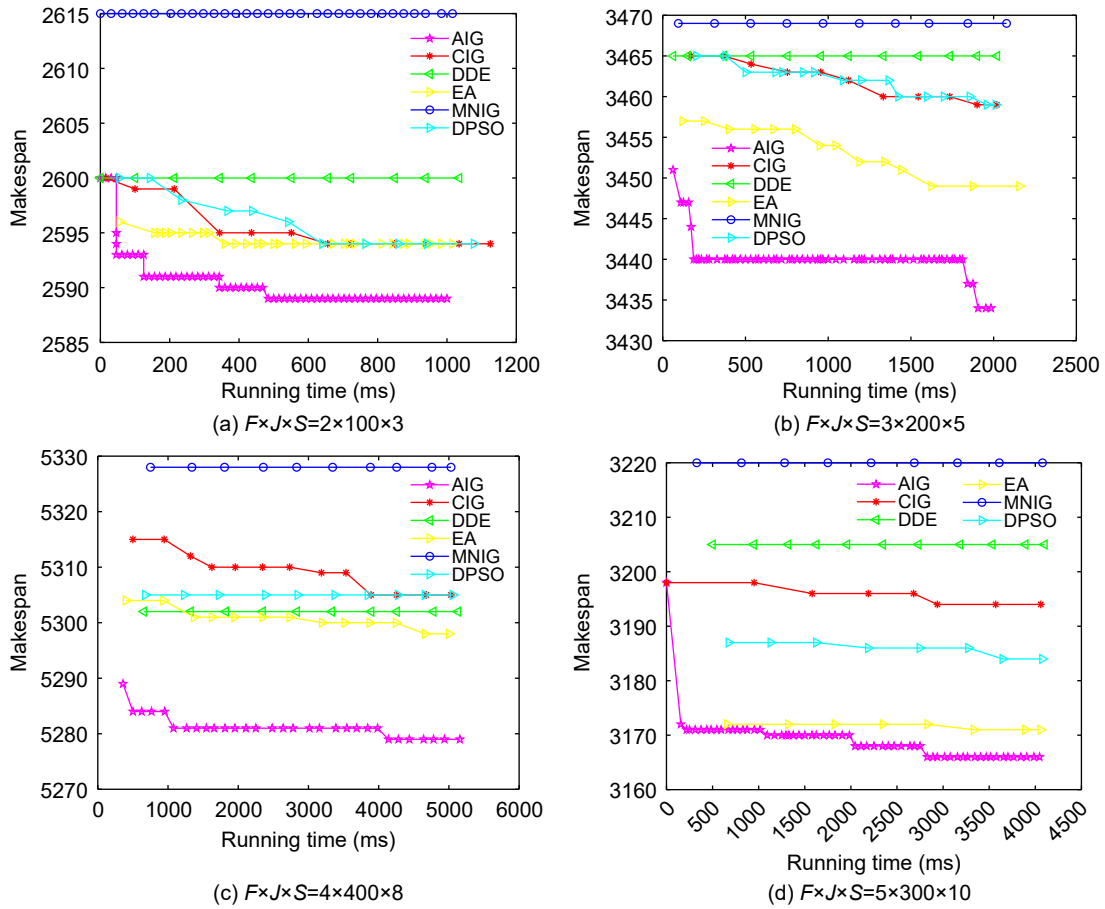 2615
2610
2605
2600
2595
2590
2585
Makespan
0
200
400
600
800
1000
1200
Running time (ms)
AIG
CIG
DDE
EA
MNIG
DPSO
(a) F×J×S=2×100×3
3470
3465
3460
3455
3450
3445
3440
3435
3430
Makespan
0
500
1000
1500
2000
2500
Running time (ms)
AIG
CIG
DDE
EA
MNIG
DPSO
(b) F×J×S=3×200×5
5330
5320
5310
5300
5290
5280
5270
Makespan
0
1000
2000
3000
4000
5000
6000
Running time (ms)
AIG
CIG
DDE
EA
MNIG
DPSO
(c) F×J×S=4×400×8
3220
3210
3200
3190
3180
3170
3160
Makespan
0
500
1000
1500
2000
2500
3000
3500
4000
4500
Running time (ms)
AIG
CIG
DDE
EA
MNIG
DPSO
(d) F×J×S=5×300×10